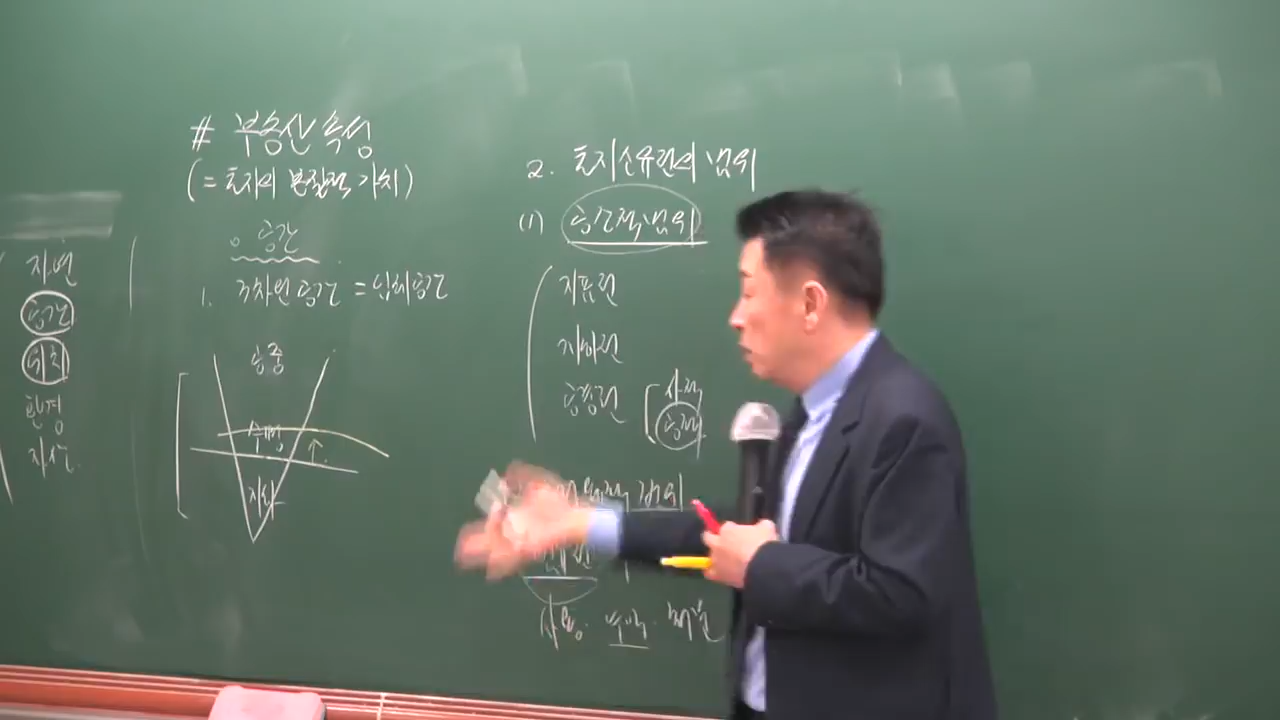 자연
공간
위치
환경
자산
# 부동산 속성
(= 토지의 본질적 가치)
○ 공간
1. 3차원 공간 = 입체공간
공중
수평
지하
2. 토지소유권의 범위
(1) 공간적 범위
지표권
지하권
공중권
사적
공적
범위
사용. 수익. 처분